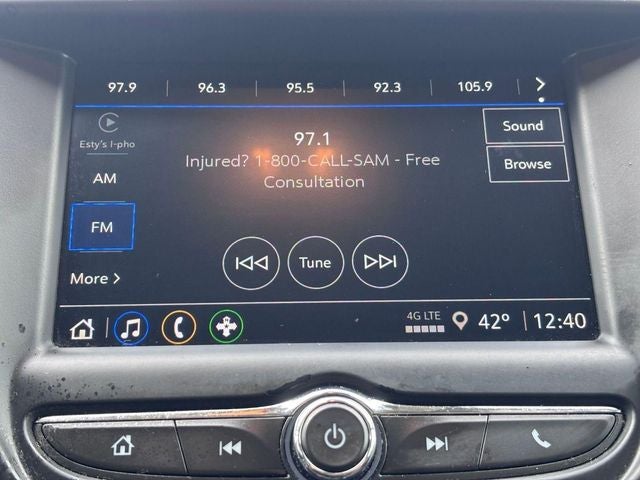 97.9 96.3 95.5 92.3 105.9
Esty's I-pho
97.1
Sound
Injured? 1-800-CALL-SAM - Free
Consultation
Browse
AM
FM
Tune
More
4G LTE
42° 12:40